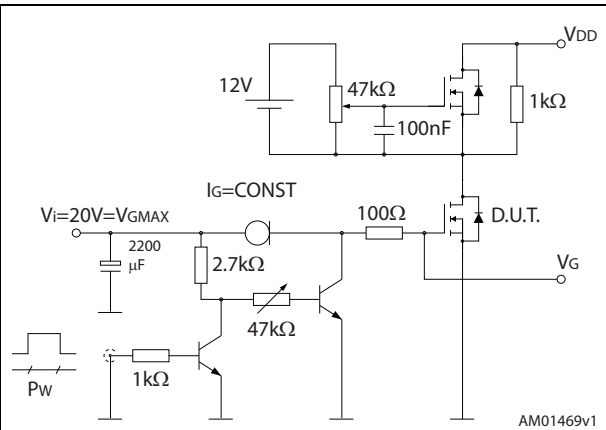 VDD
12V
47kΩ
1kΩ
100nF
IG=CONST
Vi=20V=VGMAX
100Ω
D.U.T.
2200
μF
2.7kΩ
VG
47kΩ
1kΩ
PW
AM01469v1